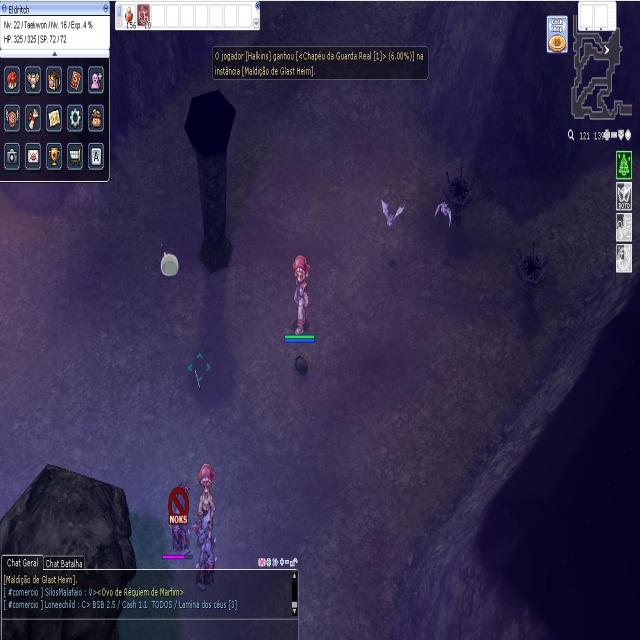 Eldritch
Nv. 22 / Taekwon / Nv. 16 / Exp. 4 %
HP. 325 / 325 | SP. 72 / 72
156 10
O jogador [Halkins] ganhou [<Chapéu da Guarda Real [1]> (6.00%)] na
instância [Maldição de Glast Heim].
NOKS
Chat Geral Chat Batalha
[Maldição de Glast Heim].
[ #comercio ] SilosMalafaio : V><Ovo de Réquiem de Marfim>
[ #comercio ] Loneechild : C> BSB 2.5 / Cash 1.1 TODOS / Lamina dos céus [3]